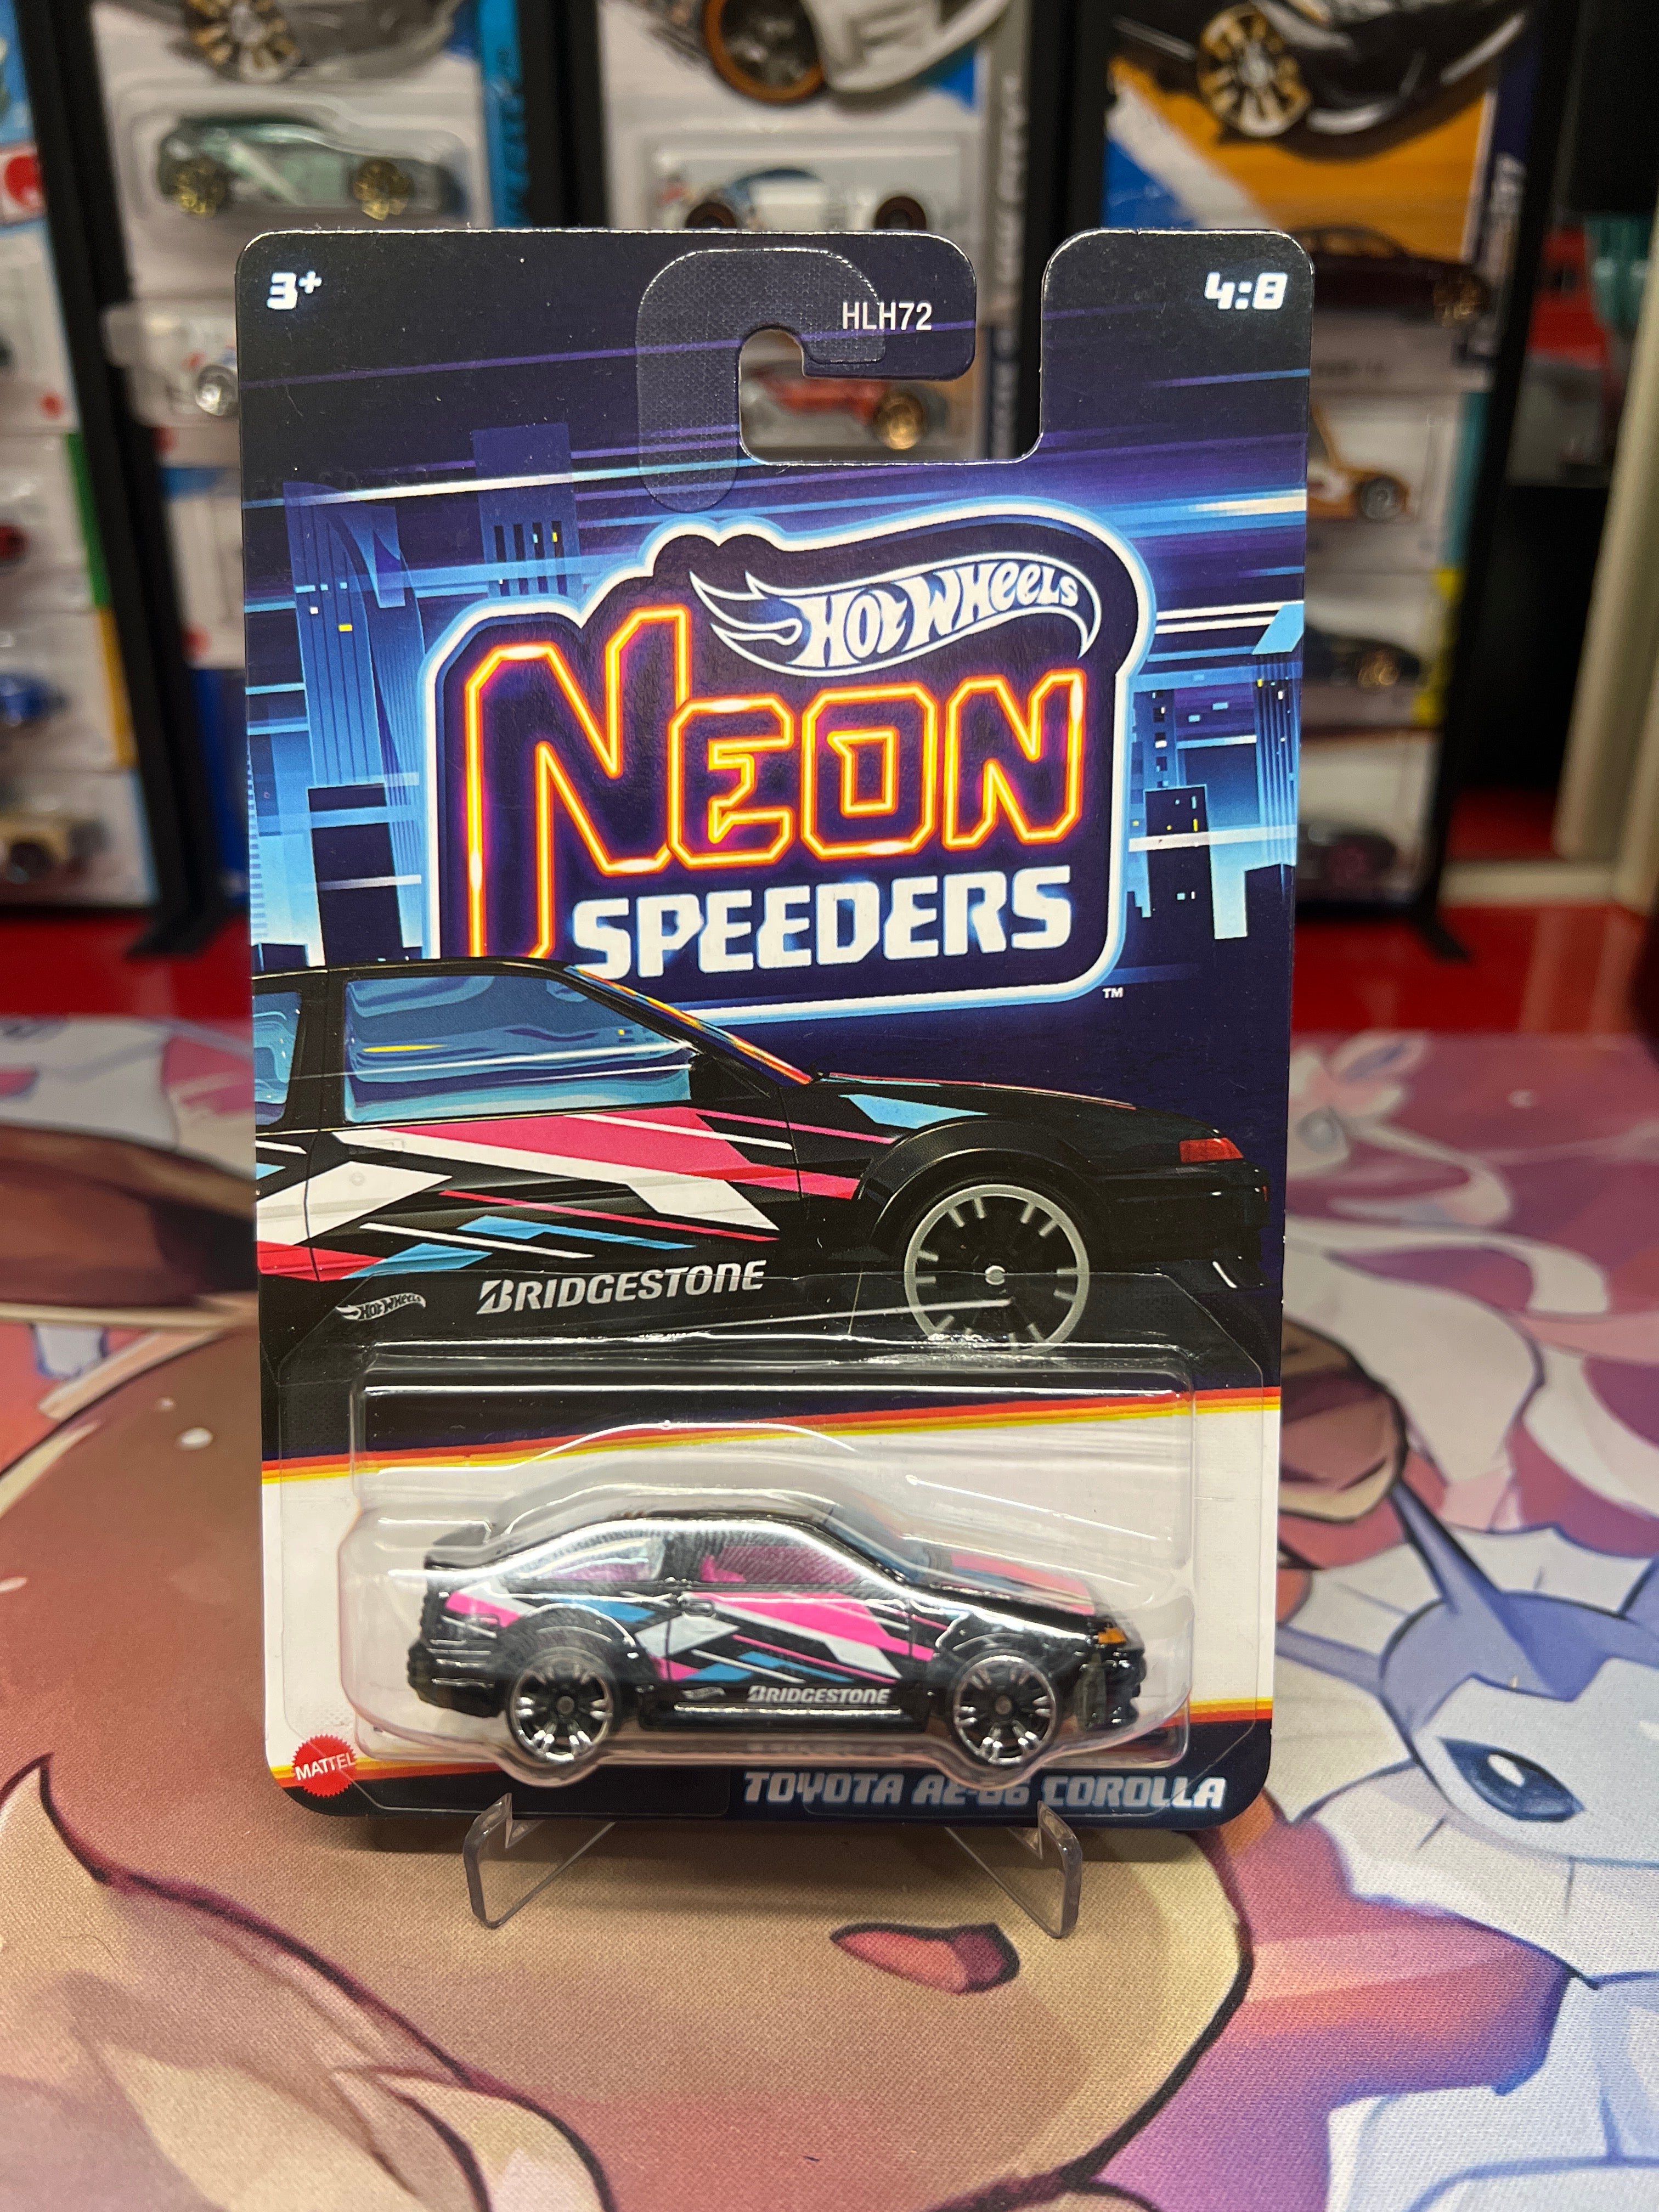 3+
HLH72
4:8
Hot Wheels
NEON
SPEEDERS
™
Hot Wheels
BRIDGESTONE
BRIDGESTONE
MATTEL
TOYOTA AE-86 COROLLA